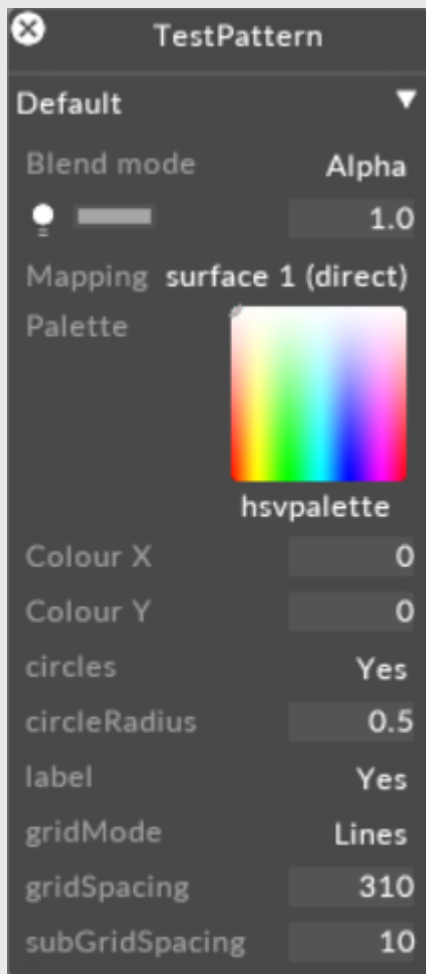 TestPattern
Default
Blend mode Alpha
1.0
Mapping surface 1 (direct)
Palette
hsvpalette
Colour X 0
Colour Y 0
circles Yes
circleRadius 0.5
label Yes
gridMode Lines
gridSpacing 310
subGridSpacing 10